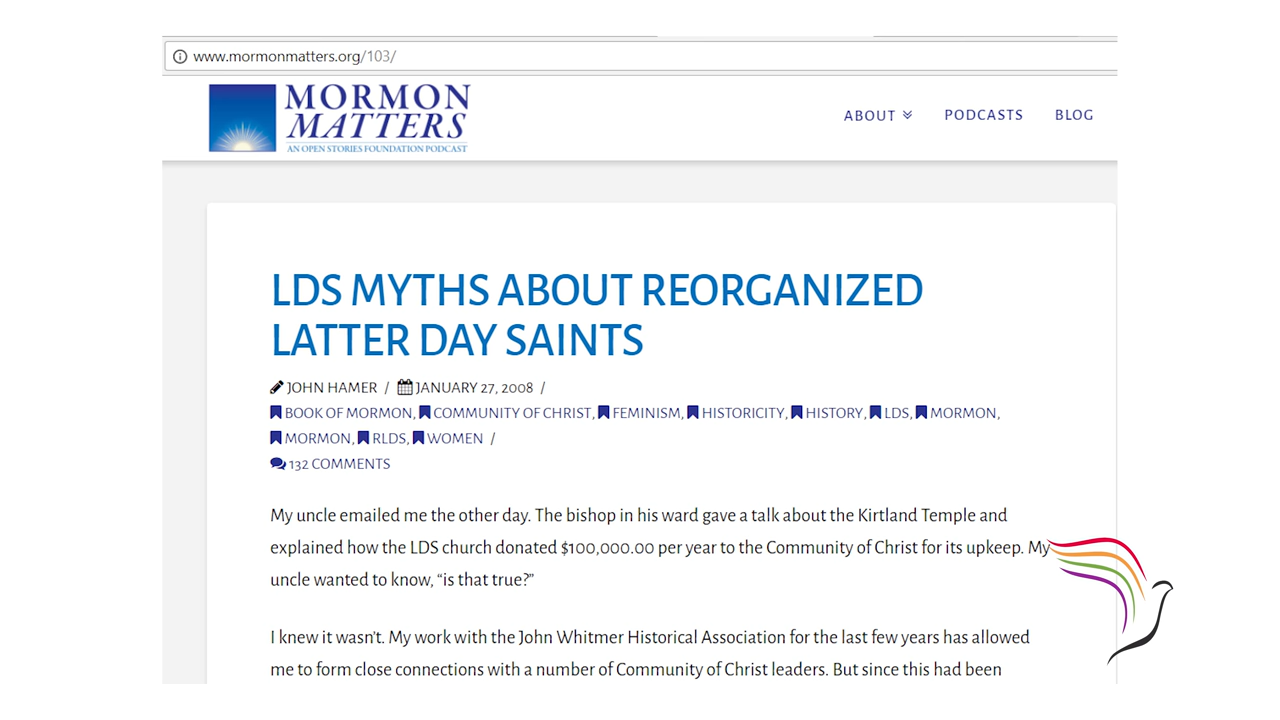 www.mormonmatters.org/103/
MORMON
MATTERS
AN OPEN STORIES FOUNDATION PODCAST
ABOUT
PODCASTS
BLOG
LDS MYTHS ABOUT REORGANIZED
LATTER DAY SAINTS
JOHN HAMER / JANUARY 27, 2008 /
BOOK OF MORMON, COMMUNITY OF CHRIST, FEMINISM, HISTORICITY, HISTORY, LDS, MORMON,
MORMON, RLDS, WOMEN /
132 COMMENTS
My uncle emailed me the other day. The bishop in his ward gave a talk about the Kirtland Temple and
explained how the LDS church donated $100,000.00 per year to the Community of Christ for its upkeep. My
uncle wanted to know, “is that true?”
I knew it wasn’t. My work with the John Whitmer Historical Association for the last few years has allowed
me to form close connections with a number of Community of Christ leaders. But since this had been